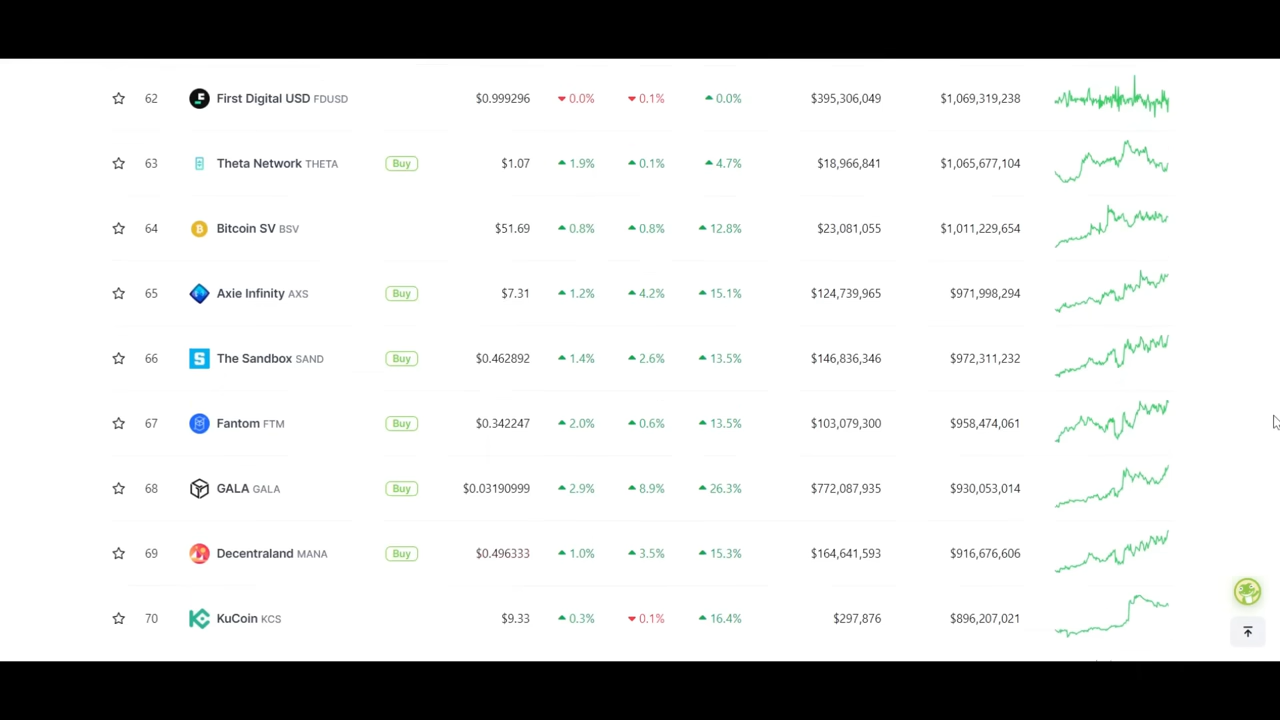 62 First Digital USD FDUSD $0.999296 0.0% 0.1% 0.0% $395,306,049 $1,069,319,238
63 Theta Network THETA Buy $1.07 1.9% 0.1% 4.7% $18,966,841 $1,065,677,104
64 Bitcoin SV BSV $51.69 0.8% 0.8% 12.8% $23,081,055 $1,011,229,654
65 Axie Infinity AXS Buy $7.31 1.2% 4.2% 15.1% $124,739,965 $971,998,294
66 The Sandbox SAND Buy $0.462892 1.4% 2.6% 13.5% $146,836,346 $972,311,232
67 Fantom FTM Buy $0.342247 2.0% 0.6% 13.5% $103,079,300 $958,474,061
68 GALA GALA Buy $0.03190999 2.9% 8.9% 26.3% $772,087,935 $930,053,014
69 Decentraland MANA Buy $0.496333 1.0% 3.5% 15.3% $164,641,593 $916,676,606
70 KuCoin KCS $9.33 0.3% 0.1% 16.4% $297,876 $896,207,021